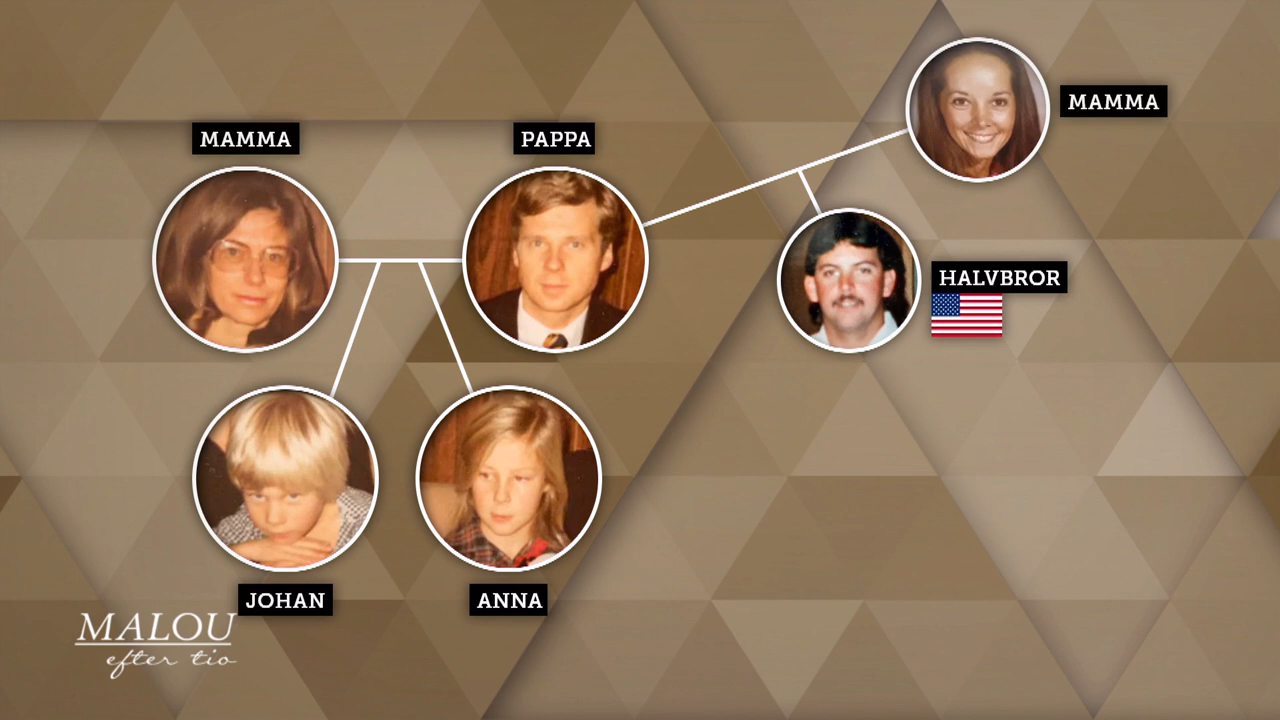 MAMMA
PAPPA
MAMMA
HALVBROR
JOHAN
ANNA
MALOU
efter tio